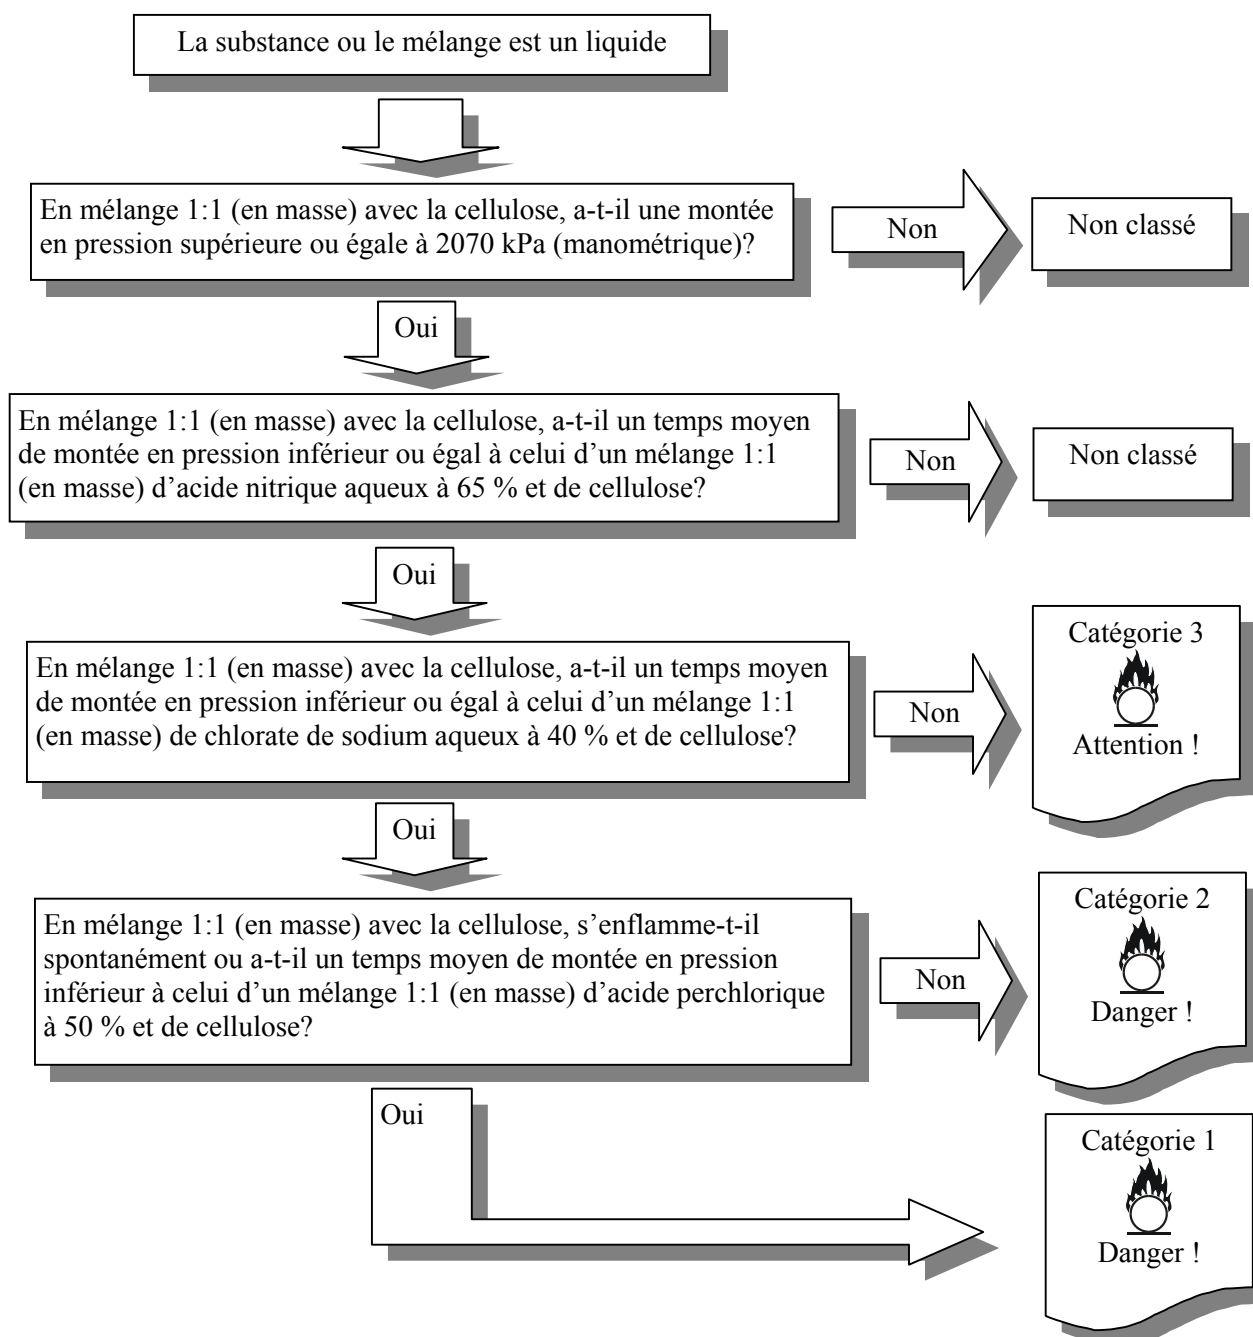 La substance ou le mélange est un liquide
En mélange 1:1 (en masse) avec la cellulose, a-t-il une montée
en pression supérieure ou égale à 2070 kPa (manométrique)?
Non
Non classé
Oui
En mélange 1:1 (en masse) avec la cellulose, a-t-il un temps moyen
de montée en pression inférieur ou égal à celui d’un mélange 1:1
(en masse) d’acide nitrique aqueux à 65 % et de cellulose?
Non
Non classé
Oui
En mélange 1:1 (en masse) avec la cellulose, a-t-il un temps moyen
de montée en pression inférieur ou égal à celui d’un mélange 1:1
(en masse) de chlorate de sodium aqueux à 40 % et de cellulose?
Non
Catégorie 3
Attention !
Oui
En mélange 1:1 (en masse) avec la cellulose, s’enflamme-t-il
spontanément ou a-t-il un temps moyen de montée en pression
inférieur à celui d’un mélange 1:1 (en masse) d’acide perchlorique
à 50 % et de cellulose?
Non
Catégorie 2
Danger !
Oui
Catégorie 1
Danger !